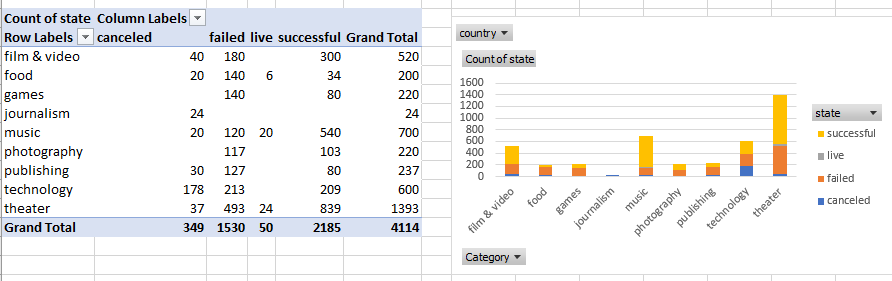 Count of state Column Labels
Row Labels canceled failed live successful Grand Total
film & video 40 180 300 520
food 20 140 6 34 200
games 140 80 220
journalism 24 24
music 20 120 20 540 700
photography 117 103 220
publishing 30 127 80 237
technology 178 213 209 600
theater 37 493 24 839 1393
Grand Total 349 1530 50 2185 4114
country
Count of state
1600
1400
1200
1000
800
600
400
200
0
film & video
food
games
journalism
music
photography
publishing
technology
theater
state
successful
live
failed
canceled
Category